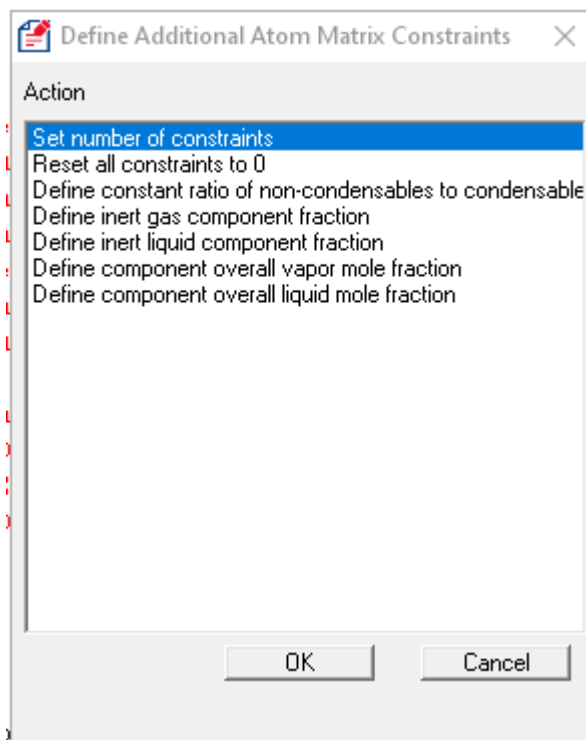 Define Additional Atom Matrix Constraints
Action
Set number of constraints
Reset all constraints to 0
Define constant ratio of non-condensables to condensable
Define inert gas component fraction
Define inert liquid component fraction
Define component overall vapor mole fraction
Define component overall liquid mole fraction
OK Cancel